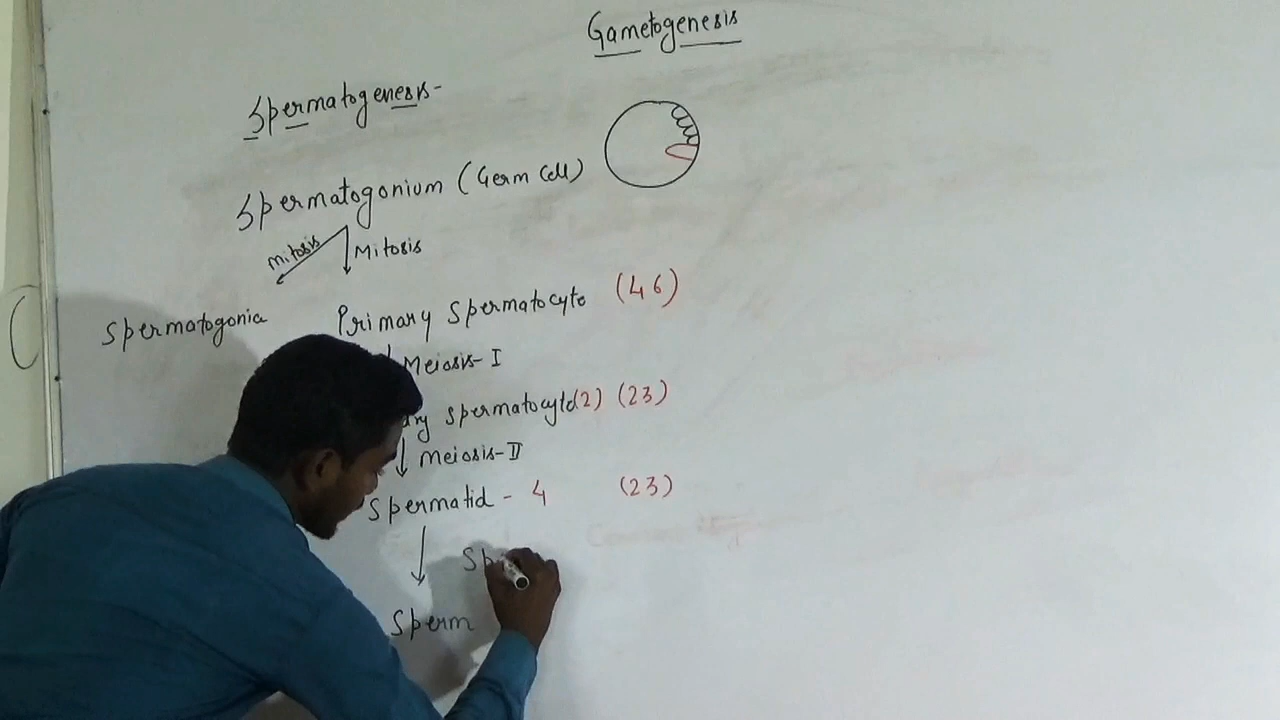 Gametogenesis
Spermatogenesis-
Spermatogonium (Germ Cell)
mitosis
Mitosis
Spermatogonia
Primary Spermatocyte (46)
Meiosis-I
spermatocyte(2) (23)
Meiosis-II
Spermatid - 4 (23)
Sperm